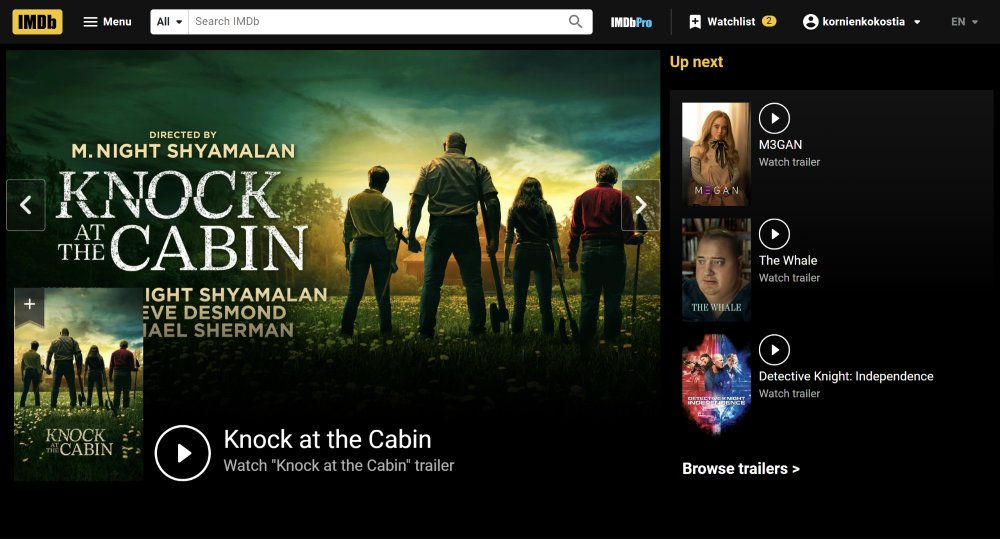 IMDb
Menu
All
Search IMDb
IMDbPro
Watchlist 2
kornienkokostia
EN
DIRECTED BY
M. NIGHT SHYAMALAN
KNOCK
AT THE
CABIN
IGHT SHYAMALAN
EVE DESMOND
HAEL SHERMAN
+
KNOCK
AT THE CABIN
Knock at the Cabin
Watch "Knock at the Cabin" trailer
Up next
M3GAN
M3GAN
Watch trailer
THE WHALE
The Whale
Watch trailer
DETECTIVE KNIGHT
INDEPENDENCE
Detective Knight: Independence
Watch trailer
Browse trailers >